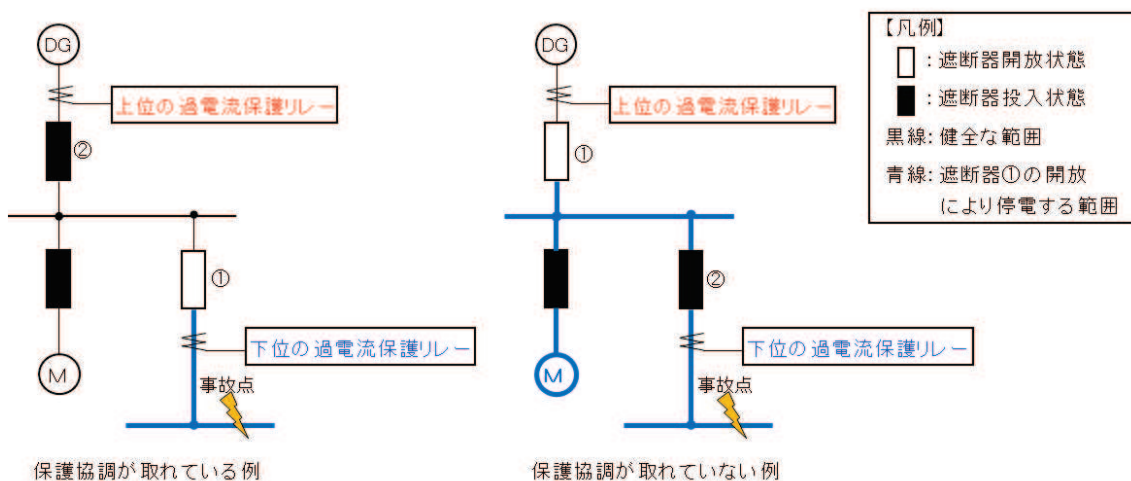 DG
上位の過電流保護リレー
②
①
下位の過電流保護リレー
M
事故点
保護協調が取れている例
DG
上位の過電流保護リレー
①
②
下位の過電流保護リレー
M
事故点
保護協調が取れていない例
【凡例】
：遮断器開放状態
：遮断器投入状態
黒線：健全な範囲
青線：遮断器①の開放
により停電する範囲